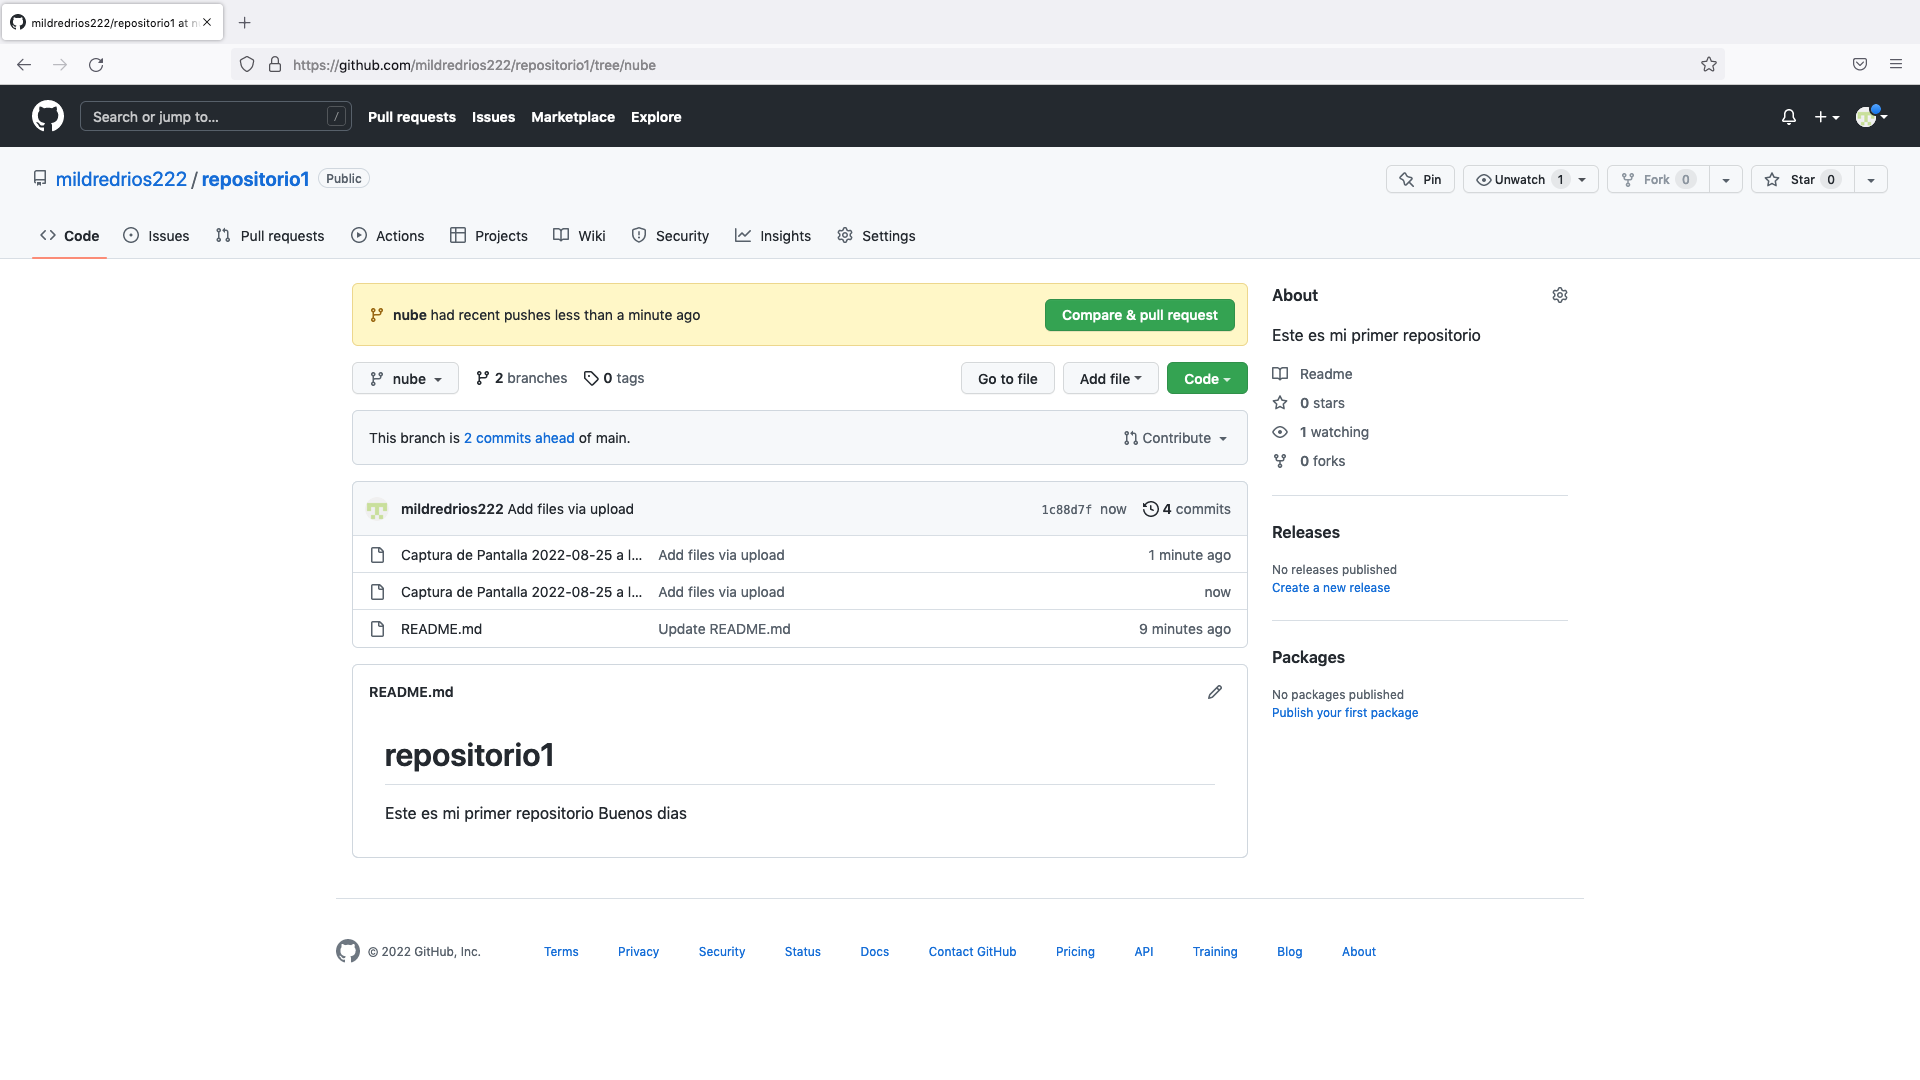 mildredrios222/repositorio1 at n
https://github.com/mildredrios222/repositorio1/tree/nube
Search or jump to... /
Pull requests Issues Marketplace Explore
mildredrios222 / repositorio1 Public
Pin Unwatch 1 Fork 0 Star 0
Code Issues Pull requests Actions Projects Wiki Security Insights Settings
nube had recent pushes less than a minute ago Compare & pull request
nube 2 branches 0 tags Go to file Add file Code
This branch is 2 commits ahead of main. Contribute
mildredrios222 Add files via upload 1c88d7f now 4 commits
Captura de Pantalla 2022-08-25 a l... Add files via upload 1 minute ago
Captura de Pantalla 2022-08-25 a l... Add files via upload now
README.md Update README.md 9 minutes ago
README.md
repositorio1
Este es mi primer repositorio Buenos dias
About
Este es mi primer repositorio
Readme
0 stars
1 watching
0 forks
Releases
No releases published
Create a new release
Packages
No packages published
Publish your first package
© 2022 GitHub, Inc. Terms Privacy Security Status Docs Contact GitHub Pricing API Training Blog About